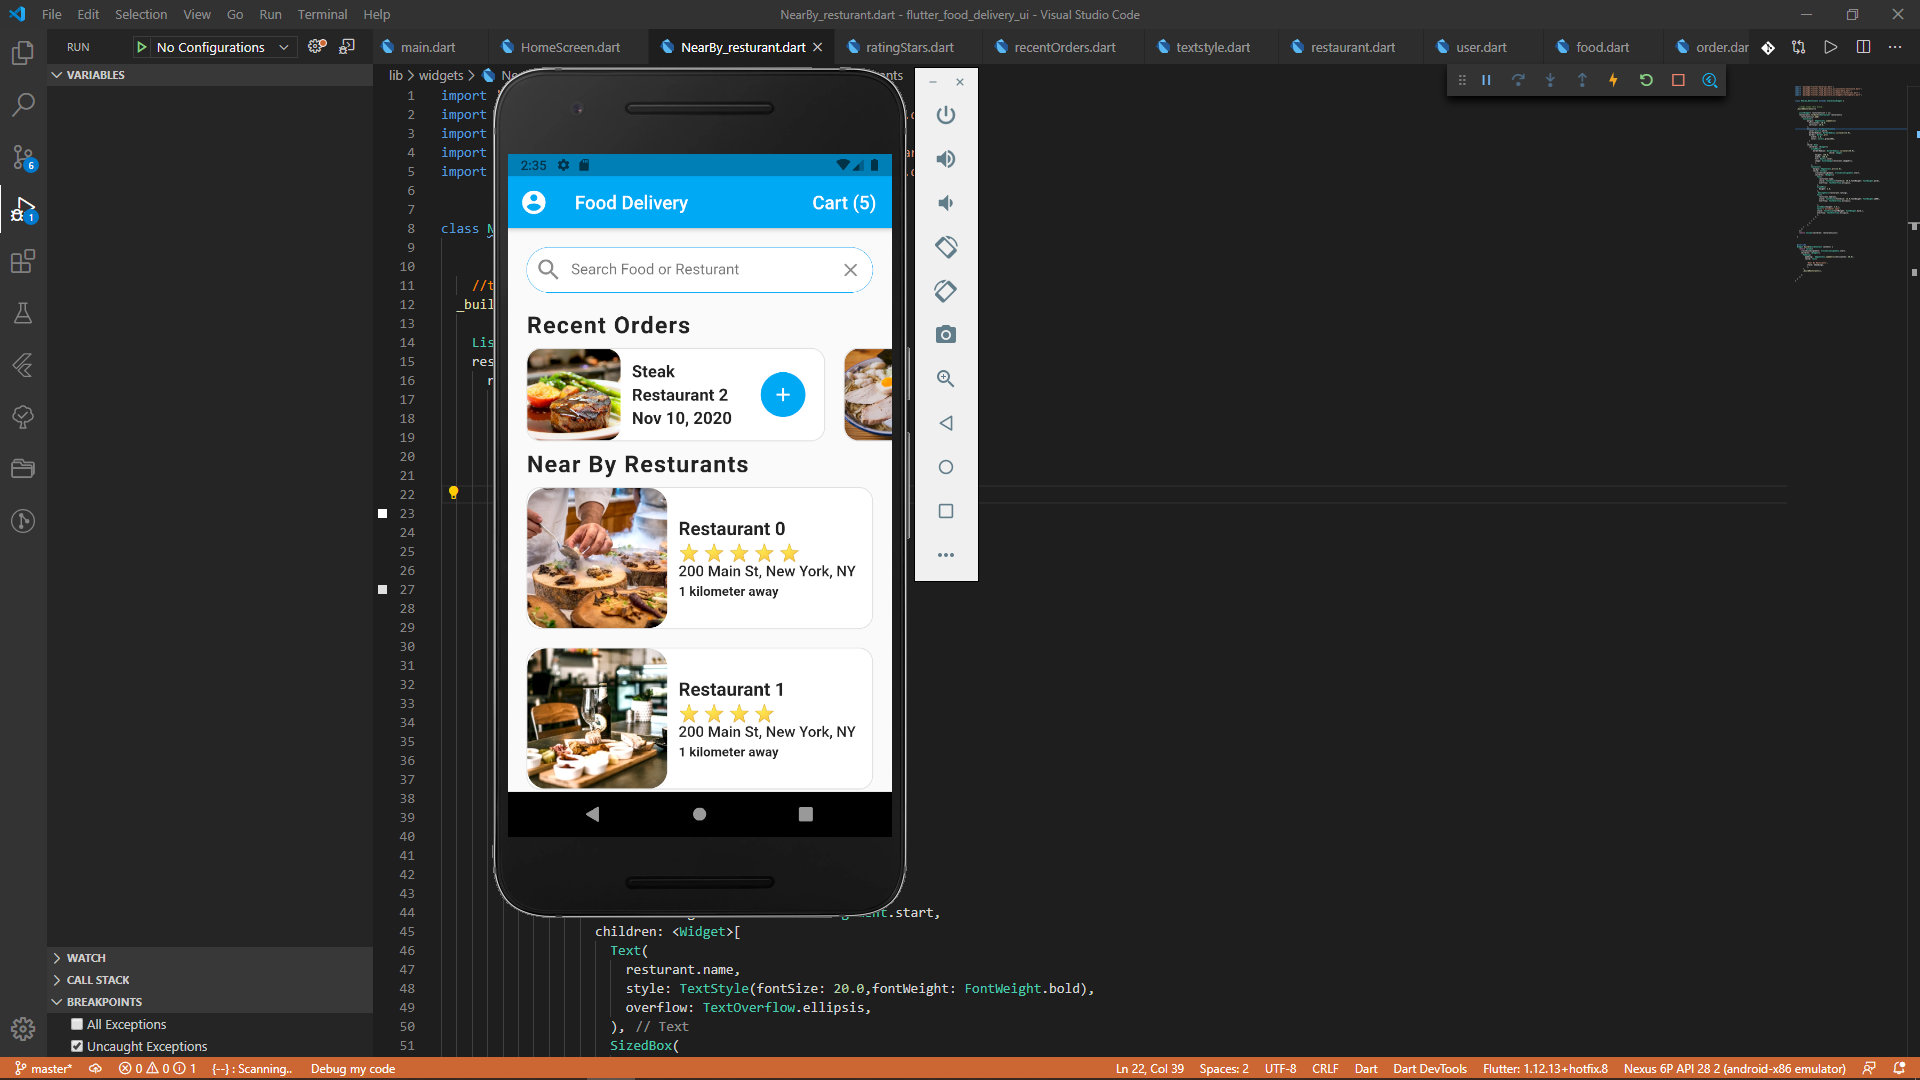 File Edit Selection View Go Run Terminal Help
NearBy_resturant.dart - flutter_food_delivery_ui - Visual Studio Code
RUN
No Configurations
main.dart
HomeScreen.dart
NearBy_resturant.dart
ratingStars.dart
recentOrders.dart
textstyle.dart
restaurant.dart
user.dart
food.dart
order.dar
VARIABLES
lib > widgets >
1 import
2 import
3 import
4 import
5 import
6
7
8 class N
9
10
11 //t
12 _buil
13
14 Lis
15 res
16 r
17
18
19
20
21
22
23
24
25
26
27
28
29
30
31
32
33
34
35
36
37
38
39
40
41
42
43
44 .start,
45 children: <Widget>[
46 Text(
47 resturant.name,
48 style: TextStyle(fontSize: 20.0,fontWeight: FontWeight.bold),
49 overflow: TextOverflow.ellipsis,
50 ), // Text
51 SizedBox(
2:35
Food Delivery
Cart (5)
Search Food or Resturant
Recent Orders
Steak
Restaurant 2
Nov 10, 2020
Near By Resturants
Restaurant 0
200 Main St, New York, NY
1 kilometer away
Restaurant 1
200 Main St, New York, NY
1 kilometer away
6
1
WATCH
CALL STACK
BREAKPOINTS
All Exceptions
Uncaught Exceptions
master* 0 0 1 {--} : Scanning.. Debug my code
Ln 22, Col 39 Spaces: 2 UTF-8 CRLF Dart Dart DevTools Flutter: 1.12.13+hotfix.8 Nexus 6P API 28 2 (android-x86 emulator)